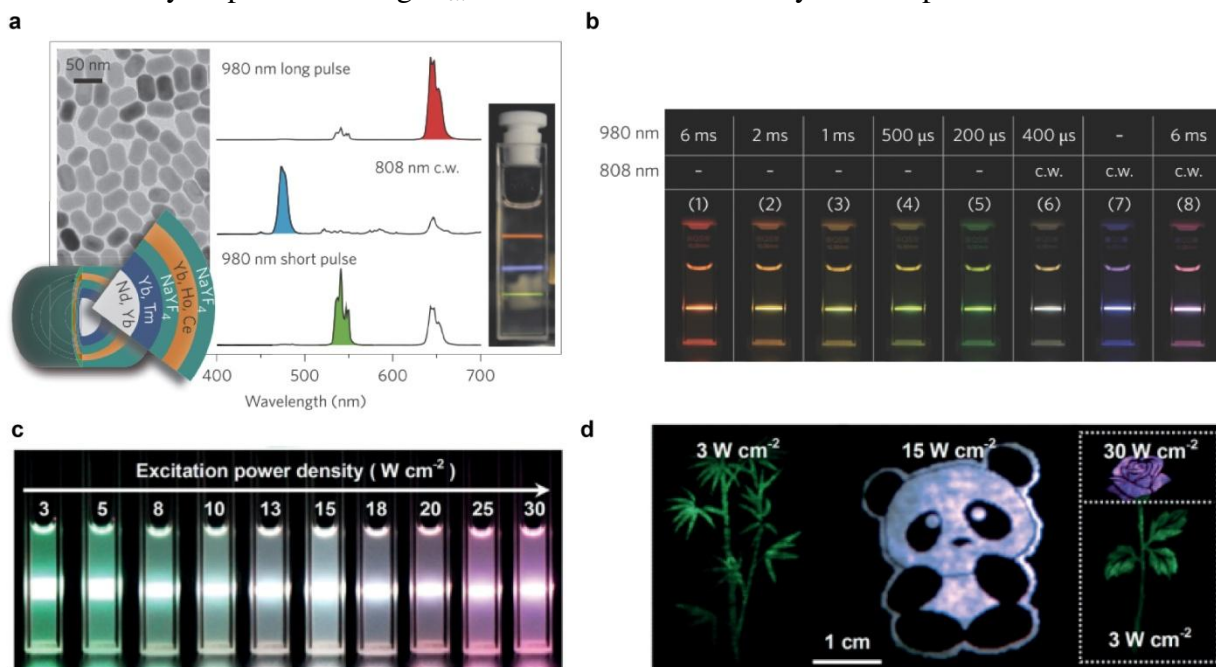 a
50 nm
980 nm long pulse
808 nm c.w.
980 nm short pulse
Nd, Yb
Yb, Tm
NaYF4
Yb, Ho, Ce
NaYF4
400 500 600 700
Wavelength (nm)
b
980 nm 6 ms 2 ms 1 ms 500 µs 200 µs 400 µs – 6 ms
808 nm – – – – – c.w. c.w. c.w.
(1) (2) (3) (4) (5) (6) (7) (8)
c
Excitation power density ( W cm-2 )
3 5 8 10 13 15 18 20 25 30
d
3 W cm-2 15 W cm-2 30 W cm-2
1 cm
3 W cm-2